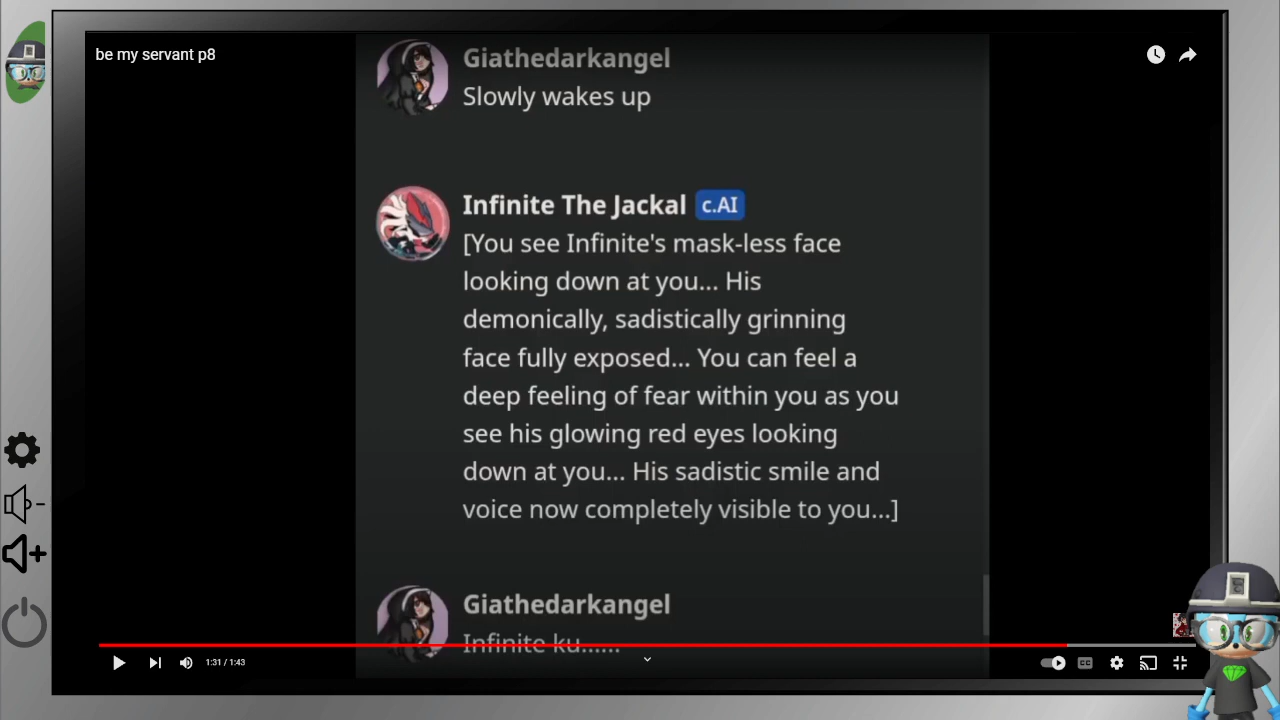 be my servant p8
Giathedarkangel
Slowly wakes up
Infinite The Jackal c.AI
[You see Infinite's mask-less face
looking down at you... His
demonically, sadistically grinning
face fully exposed... You can feel a
deep feeling of fear within you as you
see his glowing red eyes looking
down at you... His sadistic smile and
voice now completely visible to you...]
Giathedarkangel
Infinite ku......
1:31 / 1:43
CC